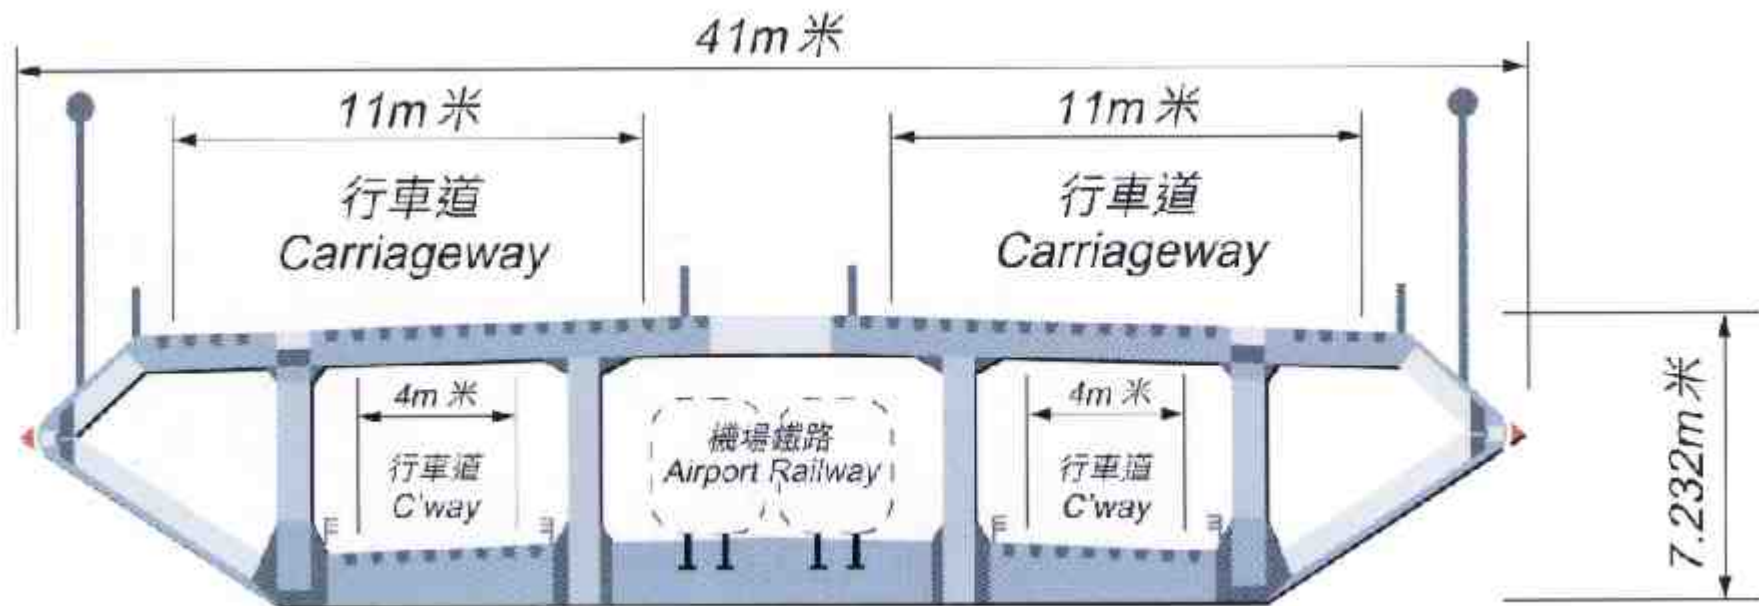 41m 米
11m 米
11m 米
行車道
Carriageway
行車道
Carriageway
4m 米
行車道
C'way
機場鐵路
Airport Railway
4m 米
行車道
C'way
7.232m 米